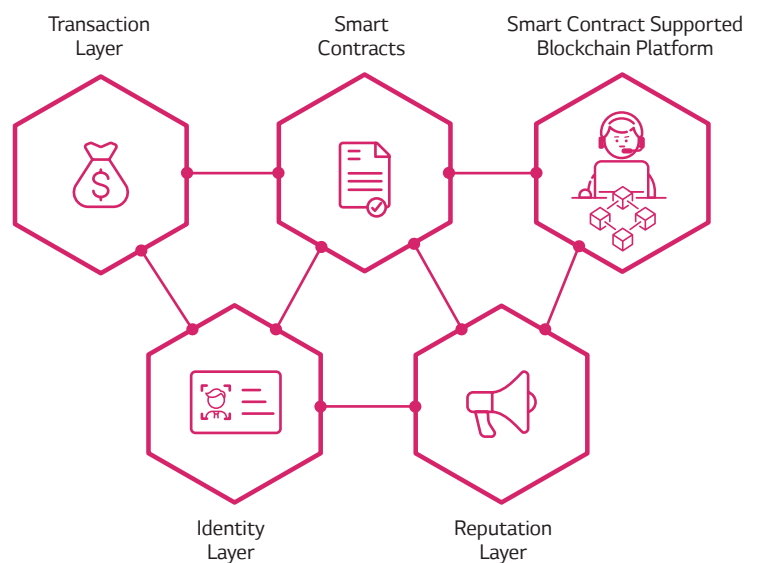 Transaction
Layer
Smart
Contracts
Smart Contract Supported
Blockchain Platform
$
Identity
Layer
Reputation
Layer